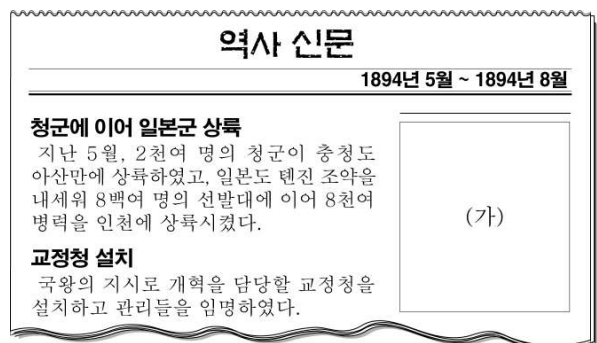 역사 신문
1894년 5월 ~ 1894년 8월
청군에 이어 일본군 상륙
지난 5월, 2천여 명의 청군이 충청도
아산만에 상륙하였고, 일본도 톈진 조약을
내세워 8백여 명의 선발대에 이어 8천여
병력을 인천에 상륙시켰다.
교정청 설치
국왕의 지시로 개혁을 담당할 교정청을
설치하고 관리들을 임명하였다.
(가)